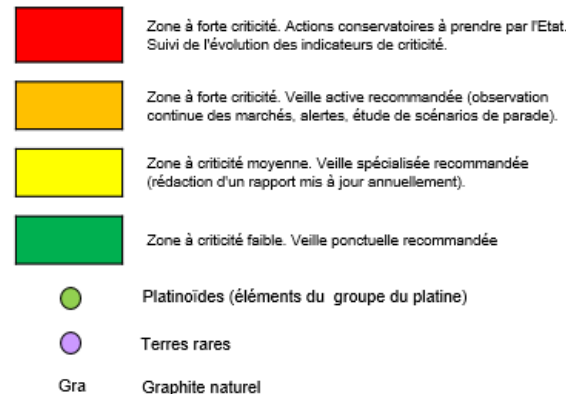 Zone à forte criticité. Actions conservatoires à prendre par l'Etat.
Suivi de l'évolution des indicateurs de criticité.
Zone à forte criticité. Veille active recommandée (observation
continue des marchés, alertes, étude de scénarios de parade).
Zone à criticité moyenne. Veille spécialisée recommandée
(rédaction d'un rapport mis à jour annuellement).
Zone à criticité faible. Veille ponctuelle recommandée
Platinoïdes (éléments du groupe du platine)
Terres rares
Gra Graphite naturel